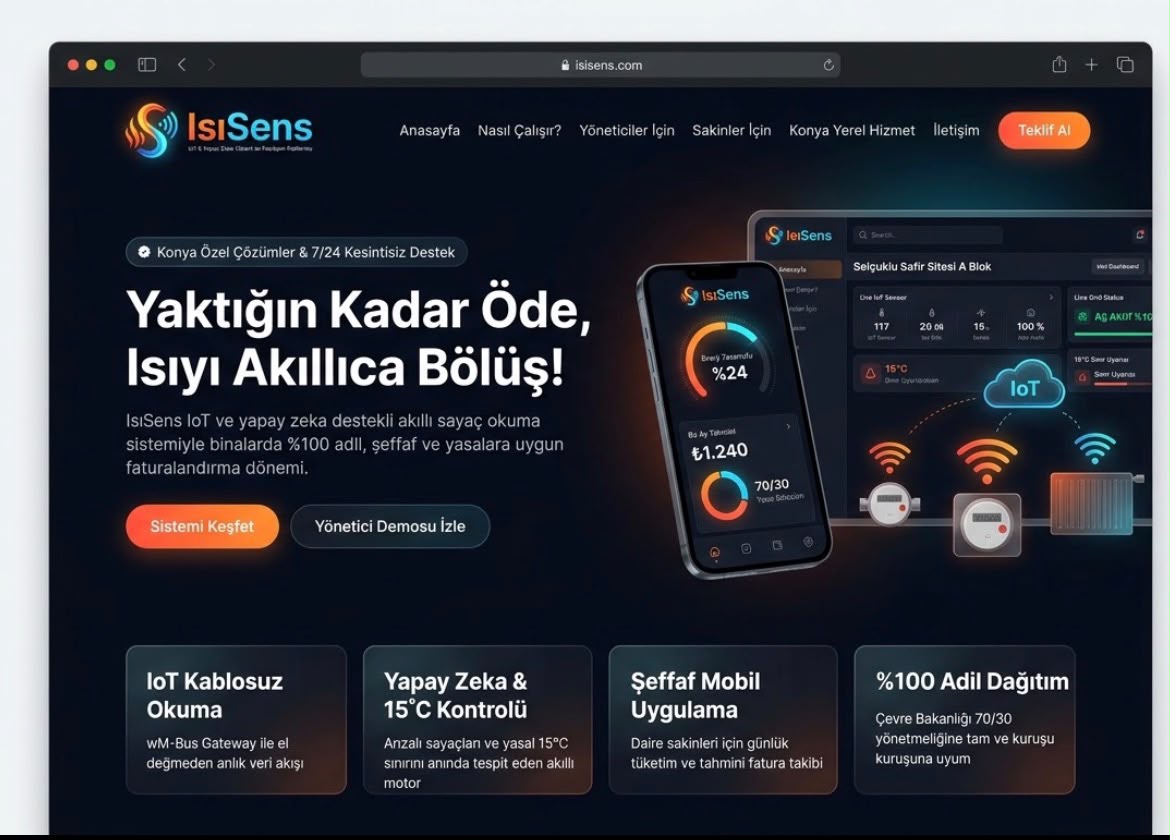 isisens.com
IsıSens
Anasayfa Nasıl Çalışır? Yöneticiler İçin Sakinler İçin Konya Yerel Hizmet İletişim Teklif Al
Konya Özel Çözümler & 7/24 Kesintisiz Destek
Yaktığın Kadar Öde,
Isıyı Akıllıca Bölüş!
IsıSens IoT ve yapay zeka destekli akıllı sayaç okuma
sistemiyle binalarda %100 adll, şeffaf ve yasalara uygun
faturalandırma dönemi.
Sistemi Keşfet
Yönetici Demosu İzle
IsıSens
%24
₺1.240
70/30
IeıSens
Search...
Selçuklu Safir Sitesi A Blok
117
15
100 %
15°C
IoT
IoT Kablosuz
Okuma
wM-Bus Gateway ile el
değmeden anlık veri akışı
Yapay Zeka &
15°C Kontrolü
Arızalı sayaçları ve yasal 15°C
sınırını anında tespit eden akıllı
motor
Şeffaf Mobil
Uygulama
Daire sakinleri için günlük
tüketim ve tahmini fatura takibi
%100 Adil Dağıtım
Çevre Bakanlığı 70/30
yönetmeliğine tam ve kuruşu
kuruşuna uyum